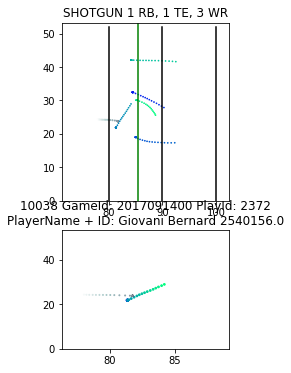 SHOTGUN 1 RB, 1 TE, 3 WR
50
40
30
20
10
0
80 90 100
10038 GameId: 2017091400 PlayId: 2372
PlayerName + ID: Giovani Bernard 2540156.0
40
20
0
80 85